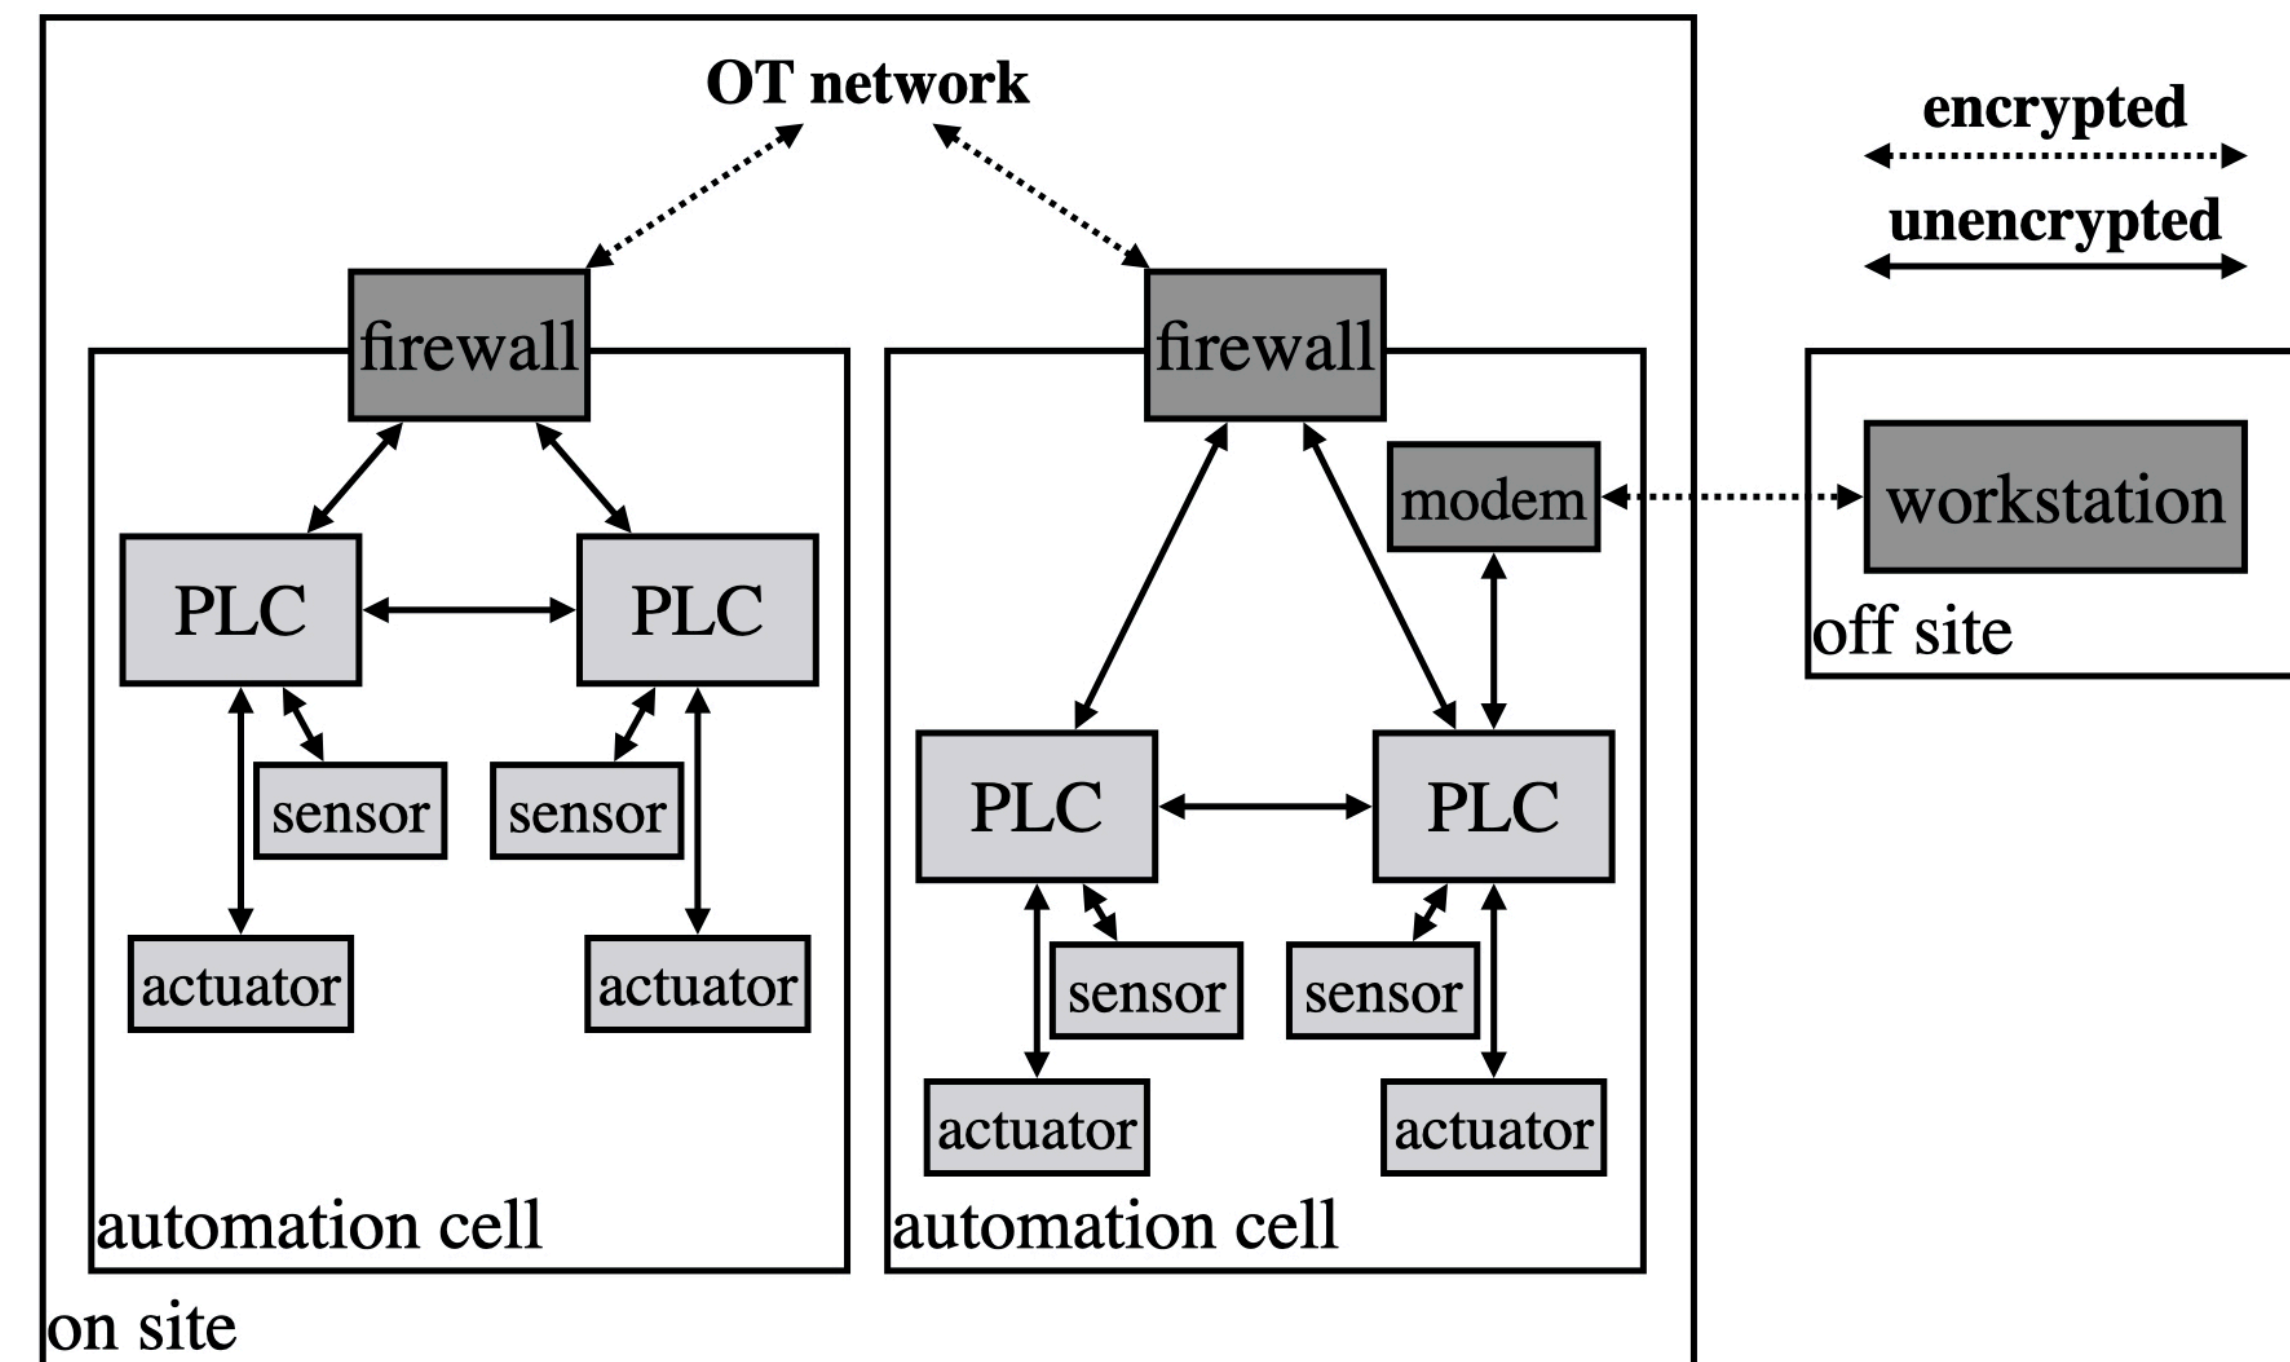 OT network
encrypted
unencrypted
firewall
firewall
modem
workstation
off site
PLC
PLC
PLC
PLC
sensor
sensor
sensor
sensor
actuator
actuator
actuator
actuator
automation cell
automation cell
on site